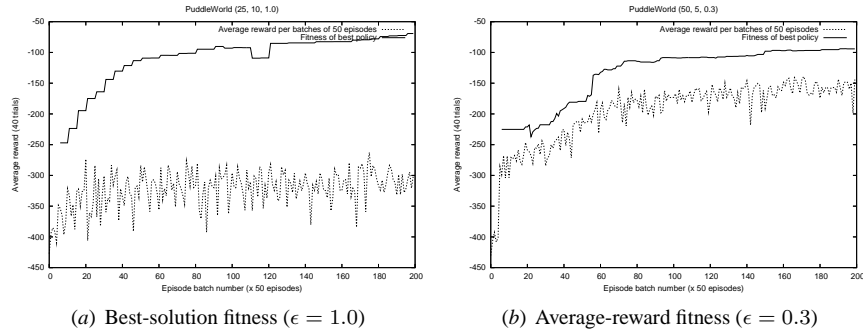 PuddleWorld (25, 10, 1.0)
Average reward per batches of 50 episodes
Fitness of best policy
Average reward (40 trials)
-50
-100
-150
-200
-250
-300
-350
-400
-450
0 20 40 60 80 100 120 140 160 180 200
Episode batch number (x 50 episodes)
(a) Best-solution fitness (ϵ = 1.0)
PuddleWorld (50, 5, 0.3)
Average reward per batches of 50 episodes
Fitness of best policy
Average reward (40 trials)
-50
-100
-150
-200
-250
-300
-350
-400
-450
0 20 40 60 80 100 120 140 160 180 200
Episode batch number (x 50 episodes)
(b) Average-reward fitness (ϵ = 0.3)